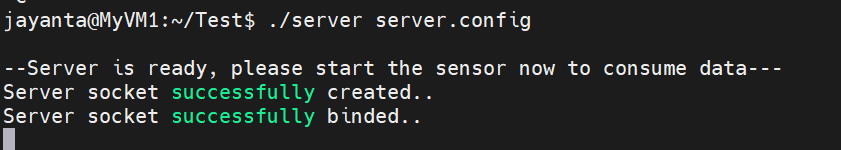 jayanta@MyVM1:~/Test$ ./server server.config
--Server is ready, please start the sensor now to consume data---
Server socket successfully created..
Server socket successfully binded..